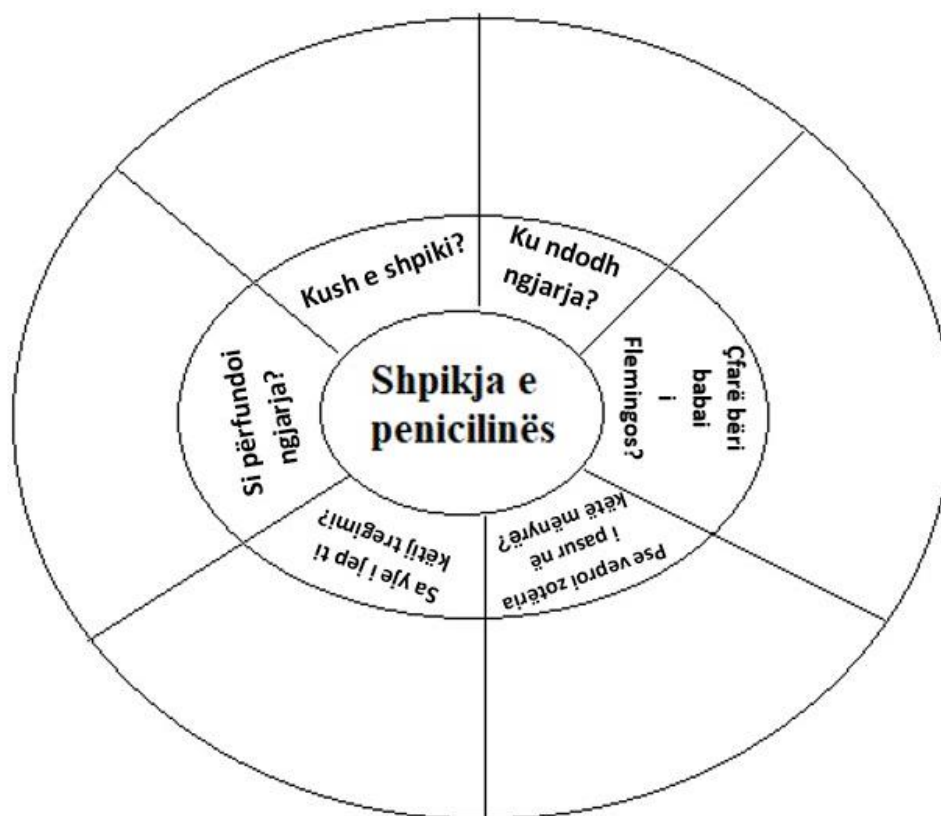 Shpikja e
penicilinës
Kush e shpiki?
Ku ndodh
ngjarja?
Çfarë bëri
babai
i
Flemingos?
Pse veproi zotëria
i pasur në
këtë mënyrë?
Sa yje i jep ti
këtij tregimi?
Si përfundoi
ngjarja?